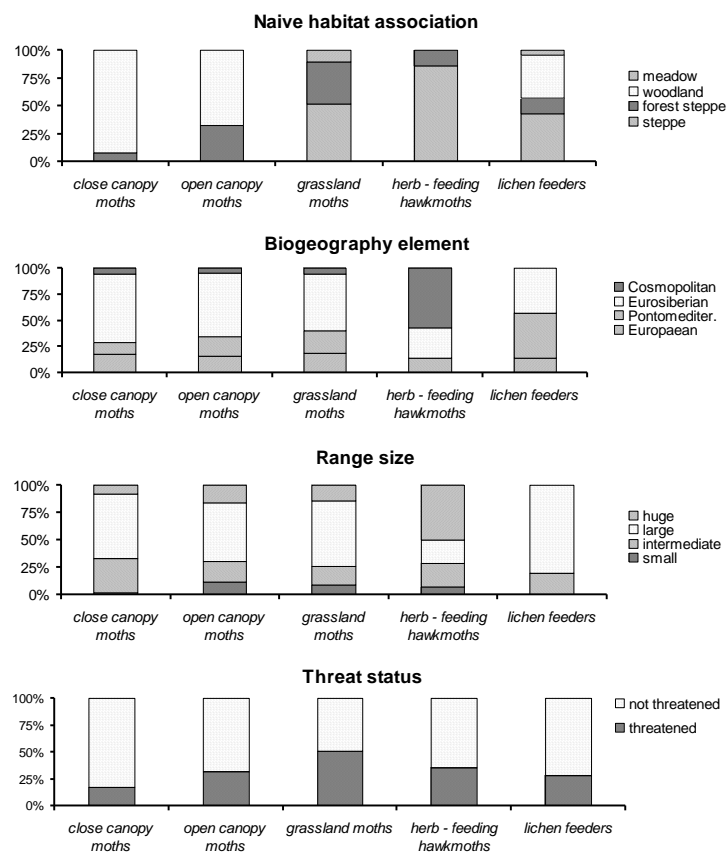 Naive habitat association
100%
75%
50%
25%
0%
close canopy
moths
open canopy
moths
grassland
moths
herb - feeding
hawkmoths
lichen feeders
meadow
woodland
forest steppe
steppe
Biogeography element
100%
75%
50%
25%
0%
close canopy
moths
open canopy
moths
grassland
moths
herb - feeding
hawkmoths
lichen feeders
Cosmopolitan
Eurosiberian
Pontomediter.
Europaean
Range size
100%
75%
50%
25%
0%
close canopy
moths
open canopy
moths
grassland
moths
herb - feeding
hawkmoths
lichen feeders
huge
large
intermediate
small
Threat status
100%
75%
50%
25%
0%
close canopy
moths
open canopy
moths
grassland moths
herb - feeding
hawkmoths
lichen feeders
not threatened
threatened